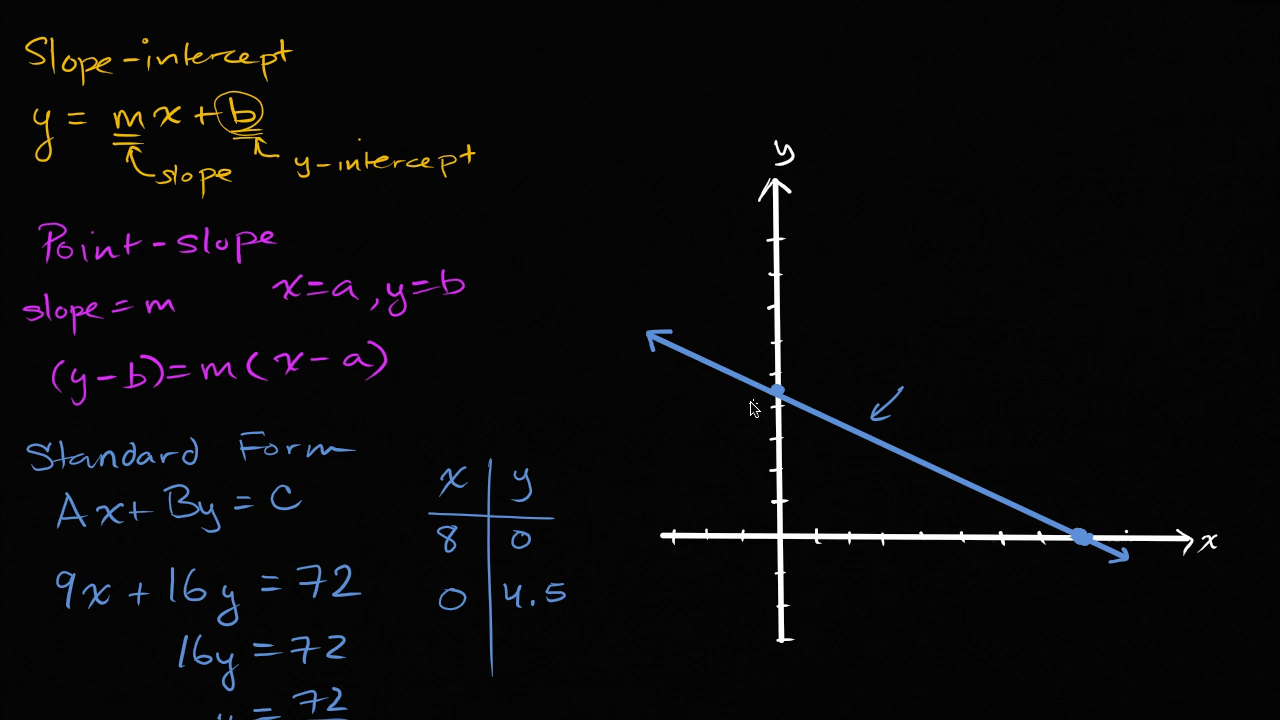 Slope-intercept
y = mx + b
slope
y-intercept
Point-slope
slope = m
x=a, y=b
(y-b)=m(x-a)
Standard Form
Ax+By=C
9x+16y=72
16y=72
y = 72
x y
8 0
0 4.5
y
x